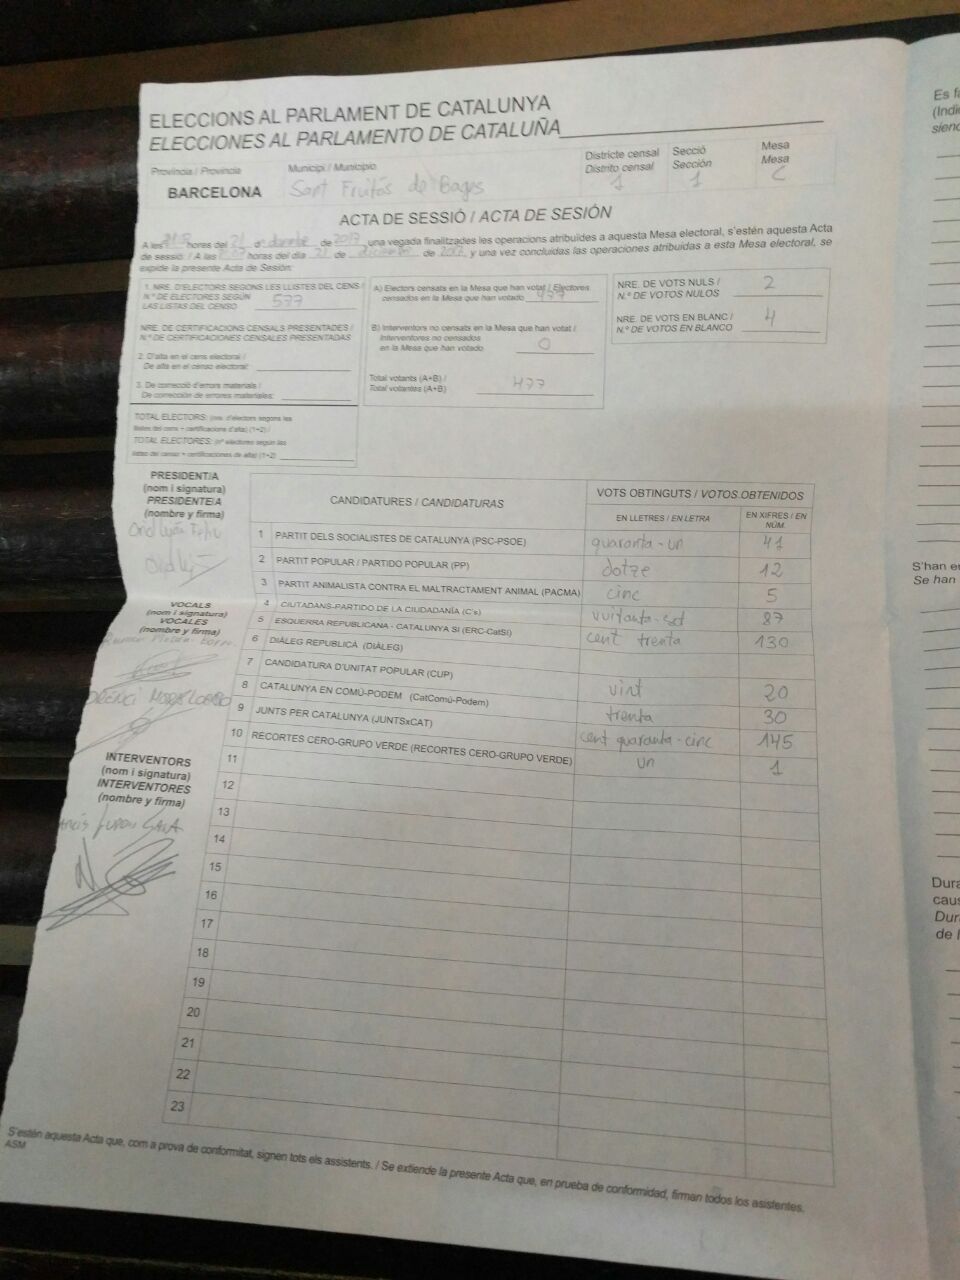 ELECCIONS AL PARLAMENT DE CATALUNYA
ELECCIONES AL PARLAMENTO DE CATALUÑA
Provincia / Provincia
BARCELONA
Municipi / Municipio
Sant Fruitós de Bages
Districte censal
Distrito censal
1
Secció
Sección
1
Mesa
Mesa
C
ACTA DE SESSIÓ / ACTA DE SESIÓN
A les hores del 21 de desembre de 2017 una vegada finalitzades les operacions atribuïdes a aquesta Mesa electoral, s'estén aquesta Acta
de sessió. / A las horas del día 21 de diciembre de 2017 y una vez concluidas las operaciones atribuidas a esta Mesa electoral, se
expide la presente Acta de Sesión:
1. NRE. D'ELECTORS SEGONS LES LLISTES DEL CENS /
N.º DE ELECTORES SEGÚN
LAS LISTAS DEL CENSO 577
NRE. DE CERTIFICACIONS CENSALS PRESENTADES /
N.º DE CERTIFICACIONES CENSALES PRESENTADAS
2. D'alta en el cens electoral /
De alta en el censo electoral:
3. De correcció d'errors materials /
De corrección de errores materiales:
TOTAL ELECTORS: (nre. d'electors segons les
llistes del cens + certificacions d'alta) (1+2) /
TOTAL ELECTORES: (nº electores según las
listas del censo + certificaciones de alta) (1+2)
A) Electors censats en la Mesa que han votat / Electores
censados en la Mesa que han votado 477
B) Interventors no censats en la Mesa que han votat /
Interventores no censados
en la Mesa que han votado 0
Total votants (A+B) /
Total votantes (A+B) 477
NRE. DE VOTS NULS /
N.º DE VOTOS NULOS 2
NRE. DE VOTS EN BLANC /
N.º DE VOTOS EN BLANCO 4
PRESIDENT/A
(nom i signatura)
PRESIDENTE/A
(nombre y firma)
VOCALS
(nom i signatura)
VOCALES
(nombre y firma)
INTERVENTORS
(nom i signatura)
INTERVENTORES
(nombre y firma)
CANDIDATURES / CANDIDATURAS
VOTS OBTINGUTS / VOTOS OBTENIDOS
EN LLETRES / EN LETRA
EN XIFRES / EN NÚM.
1 PARTIT DELS SOCIALISTES DE CATALUNYA (PSC-PSOE) quaranta-un 41
2 PARTIT POPULAR / PARTIDO POPULAR (PP) dotze 12
3 PARTIT ANIMALISTA CONTRA EL MALTRACTAMENT ANIMAL (PACMA) cinc 5
4 CIUTADANS-PARTIDO DE LA CIUDADANÍA (C's) vuitanta-set 87
5 ESQUERRA REPUBLICANA - CATALUNYA SI (ERC-CatSI) cent trenta 130
6 DIÀLEG REPUBLICÀ (DIÀLEG)
7 CANDIDATURA D'UNITAT POPULAR (CUP) vint 20
8 CATALUNYA EN COMÚ-PODEM (CatComú-Podem) trenta 30
9 JUNTS PER CATALUNYA (JUNTSxCAT) cent quaranta-cinc 145
10 RECORTES CERO-GRUPO VERDE (RECORTES CERO-GRUPO VERDE) un 1
11
12
13
14
15
16
17
18
19
20
21
22
23
S'estén aquesta Acta que, com a prova de conformitat, signen tots els assistents. / Se extiende la presente Acta que, en prueba de conformidad, firman todos los asistentes.
ASM
Es
(Indi
S'han
Se han
Dura
Dur
de